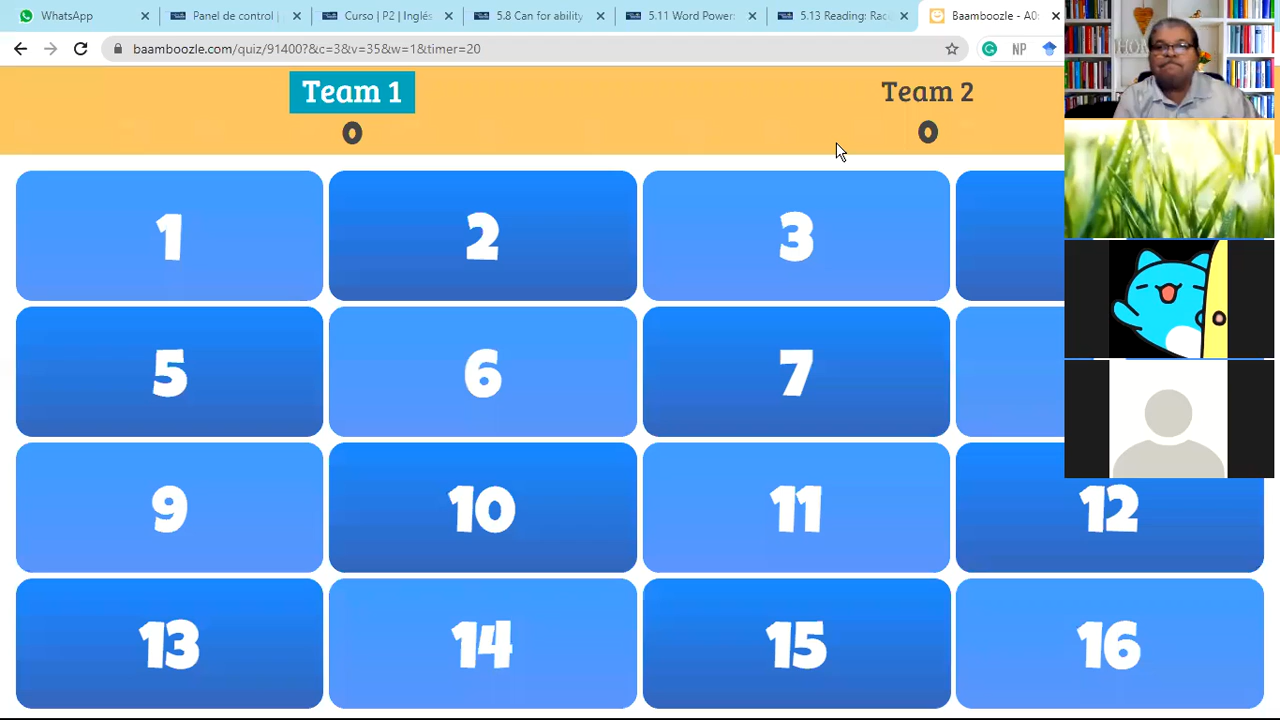 WhatsApp
Panel de control |
Curso | P2 | Inglés
5.8 Can for ability
5.11 Word Power:
5.13 Reading: Rac
Baamboozle - A0:
baamboozle.com/quiz/91400?&c=3&v=35&w=1&timer=20
NP
Team 1
Team 2
0
0
1
2
3
5
6
7
9
10
11
12
13
14
15
16